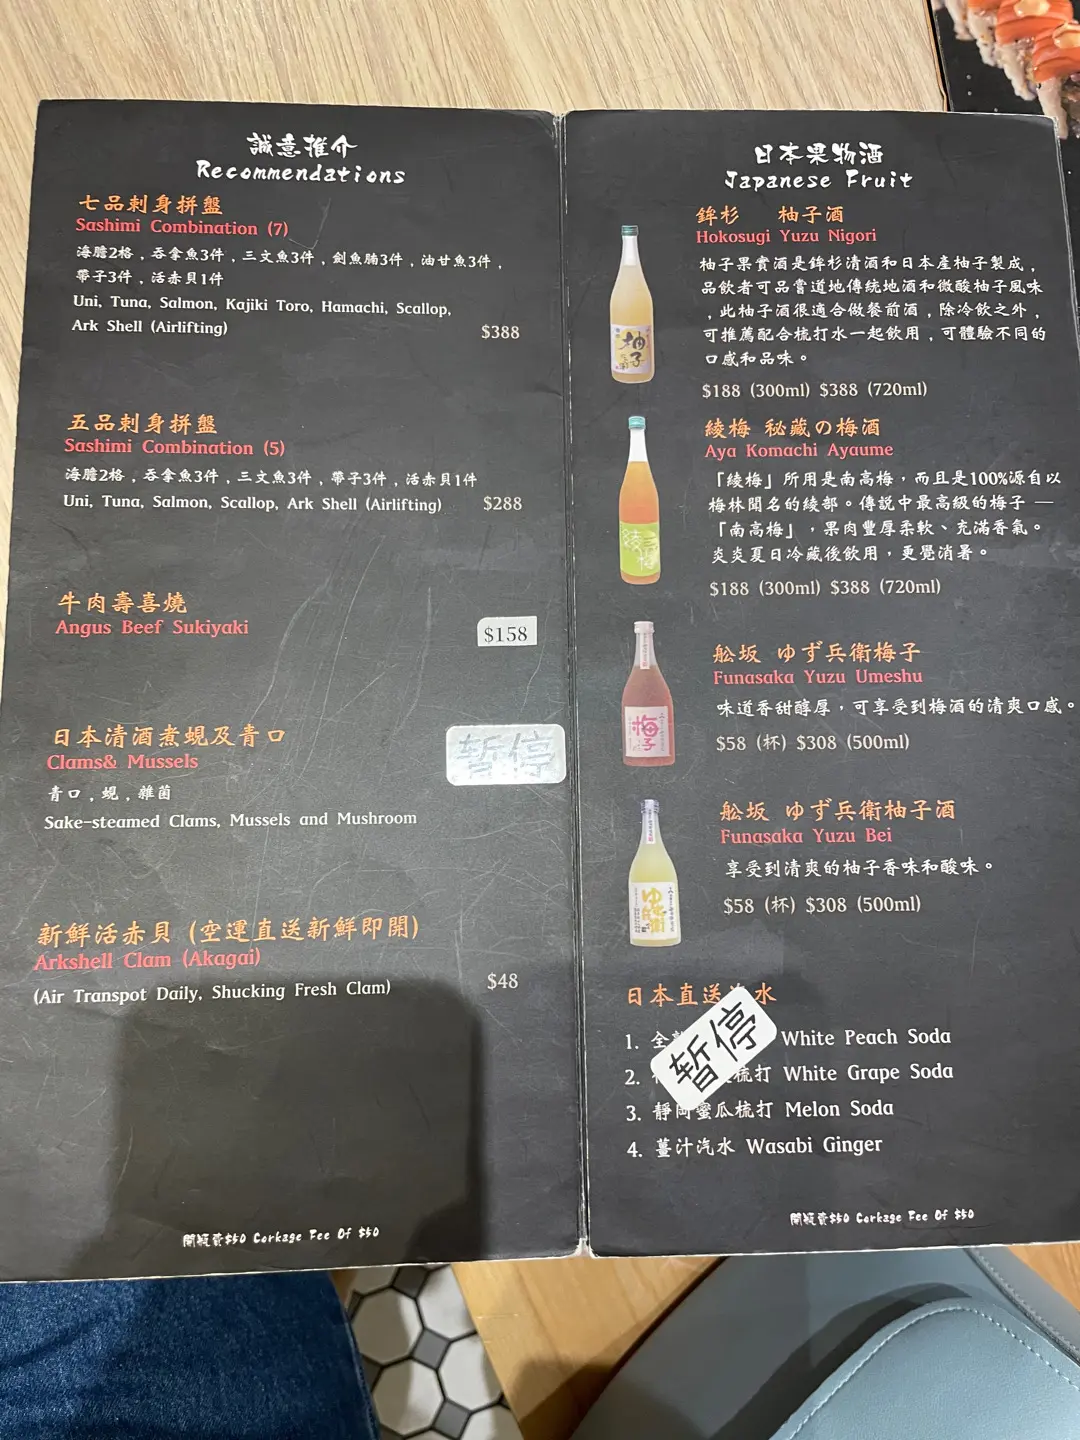 誠意推介
Recommendations
七品刺身拼盤
Sashimi Combination (7)
海膽2格，吞拿魚3件，三文魚3件，劍魚腩3件，油甘魚3件，
帶子3件，活赤貝1件
Uni, Tuna, Salmon, Kajiki Toro, Hamachi, Scallop,
Ark Shell (Airlifting)
$388
五品刺身拼盤
Sashimi Combination (5)
海膽2格，吞拿魚3件，三文魚3件，帶子3件，活赤貝1件
Uni, Tuna, Salmon, Scallop, Ark Shell (Airlifting)
$288
牛肉壽喜燒
Angus Beef Sukiyaki
$158
日本清酒煮蜆及青口
Clams& Mussels
暫停
青口，蜆，雜菌
Sake-steamed Clams, Mussels and Mushroom
新鮮活赤貝 (空運直送新鮮即開)
Arkshell Clam (Akagai)
(Air Transpot Daily, Shucking Fresh Clam)
$48
開瓶費$50 Corkage Fee Of $50
日本果物酒
Japanese Fruit
鉾杉 柚子酒
Hokosugi Yuzu Nigori
柚子果實酒是鉾杉清酒和日本產柚子製成，
品飲者可品嘗道地傳統地酒和微酸柚子風味
，此柚子酒很適合做餐前酒，除冷飲之外，
可推薦配合梳打水一起飲用，可體驗不同的
口感和品味。
$188 (300ml) $388 (720ml)
柚子
綾梅 秘藏の梅酒
Aya Komachi Ayaume
「綾梅」所用是南高梅，而且是100%源自以
梅林聞名的綾部。傳說中最高級的梅子 —
「南高梅」，果肉豐厚柔軟、充滿香氣。
炎炎夏日冷藏後飲用，更覺消暑。
$188 (300ml) $388 (720ml)
舩坂 ゆず兵衛梅子
Funasaka Yuzu Umeshu
味道香甜醇厚，可享受到梅酒的清爽口感。
$58 (杯) $308 (500ml)
梅子
舩坂 ゆず兵衛柚子酒
Funasaka Yuzu Bei
享受到清爽的柚子香味和酸味。
$58 (杯) $308 (500ml)
日本直送汽水
暫停
1. 全 White Peach Soda
2. 梳打 White Grape Soda
3. 靜岡蜜瓜梳打 Melon Soda
4. 薑汁汽水 Wasabi Ginger
開瓶費$50 Corkage Fee Of $50